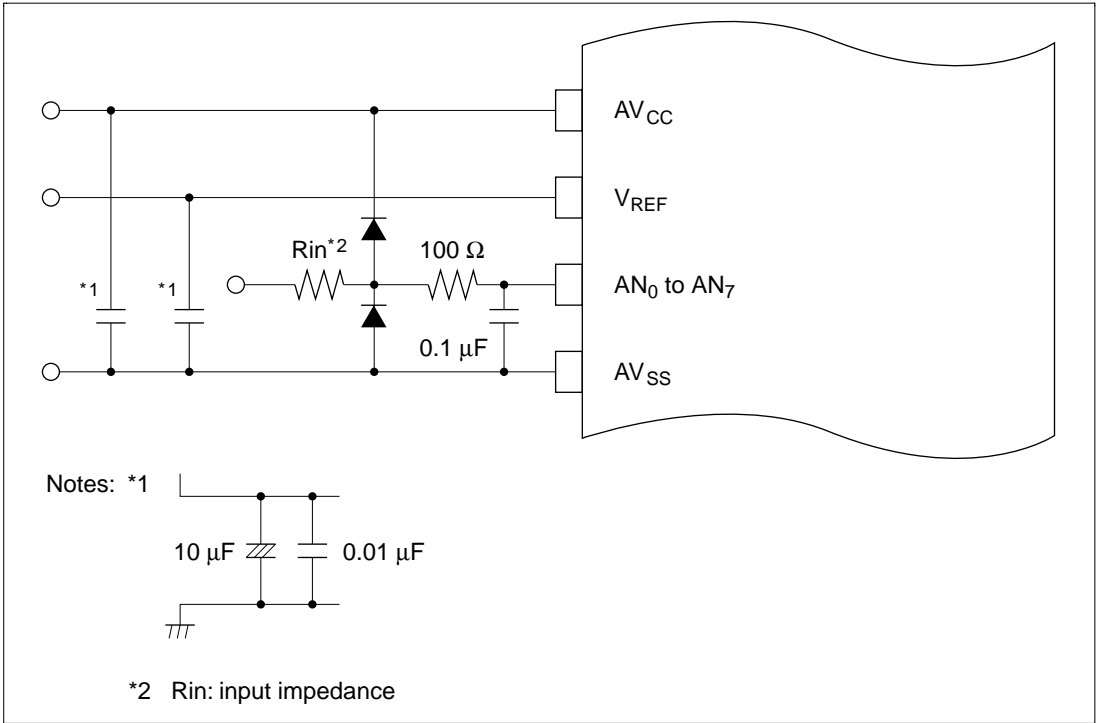 AVCC
VREF
Rin*2
100 Ω
*1
*1
AN0 to AN7
0.1 μF
AVSS
Notes: *1
10 μF
0.01 μF
*2 Rin: input impedance